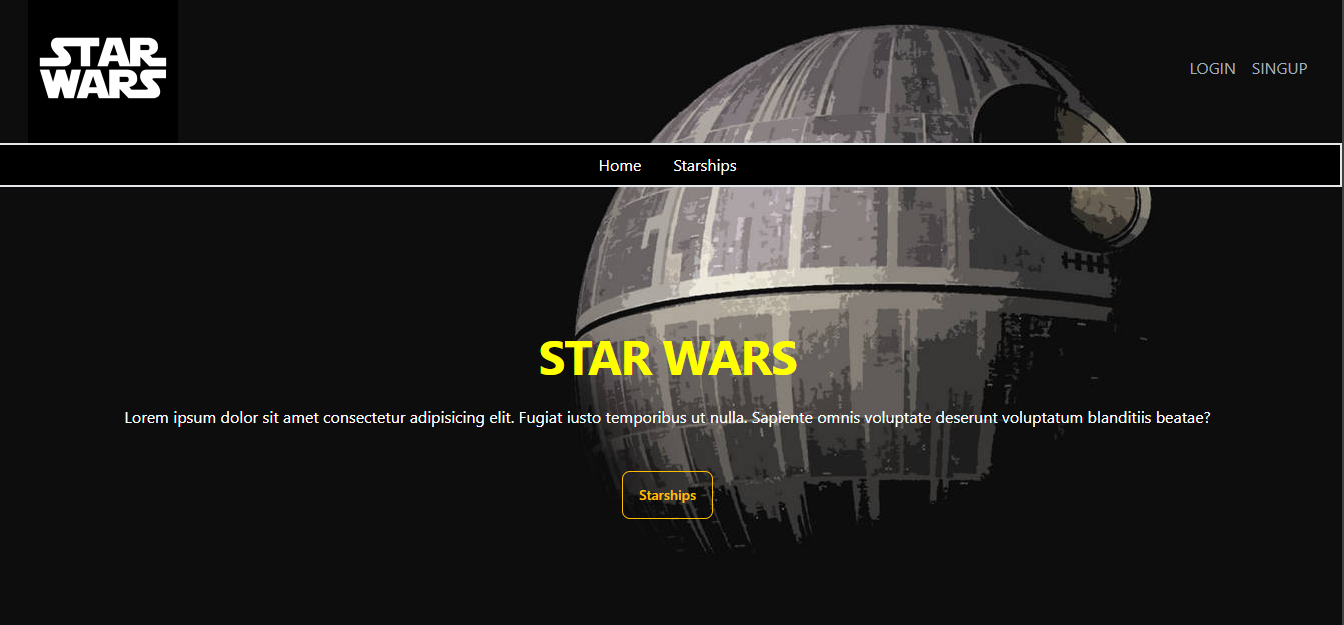 STAR
WARS
LOGIN SINGUP
Home Starships
STAR WARS
Lorem ipsum dolor sit amet consectetur adipisicing elit. Fugiat iusto temporibus ut nulla. Sapiente omnis voluptate deserunt voluptatum blanditiis beatae?
Starships